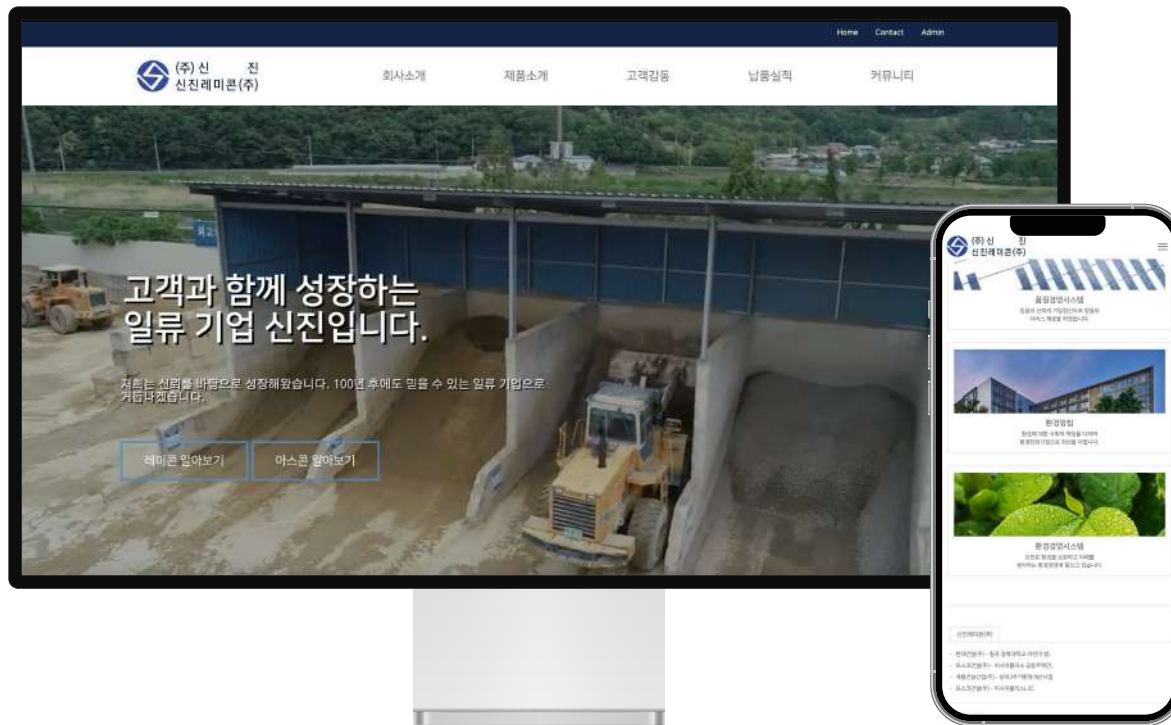 Home Contact Admin
(주)신 진
신진레미콘(주)
회사소개 제품소개 고객감동 납품실적 커뮤니티
고객과 함께 성장하는
일류 기업 신진입니다.
저희는 신뢰를 바탕으로 성장해왔습니다. 100년 후에도 믿을 수 있는 일류 기업으로
거듭나겠습니다.
레미콘 알아보기 아스콘 알아보기
(주)신 진
신진레미콘(주)
품질경영시스템
환경방침
환경경영시스템
신진레미콘(주)